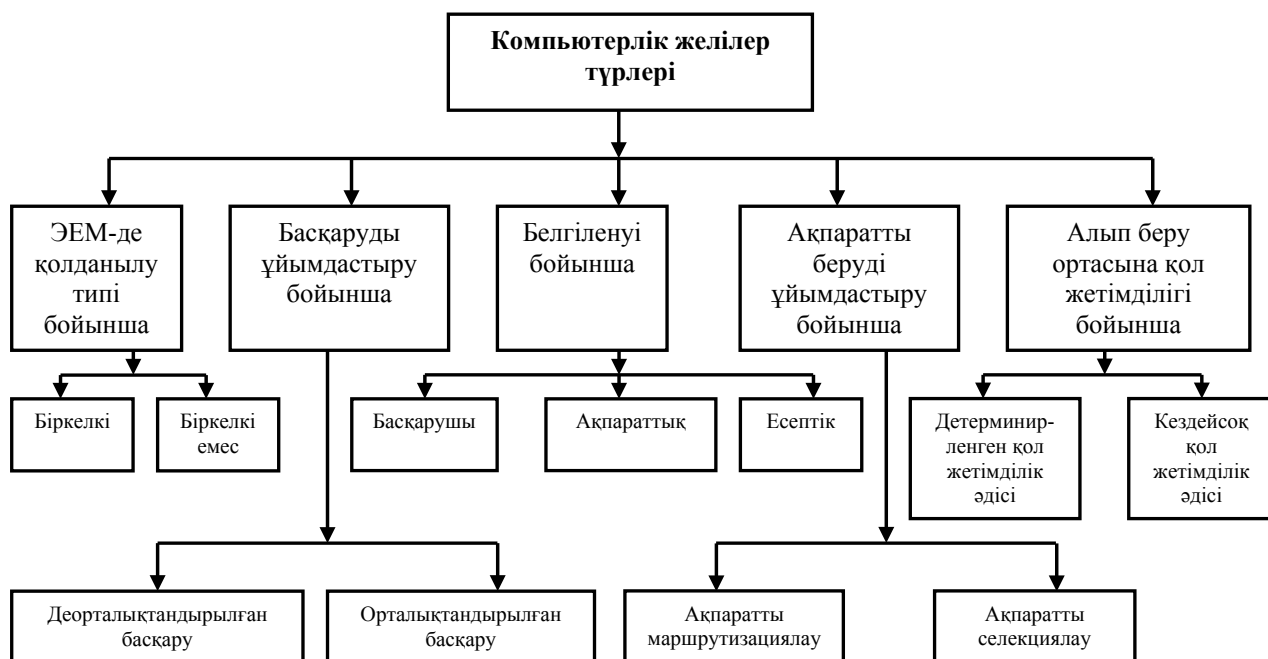 Компьютерлік желілер
түрлері
ЭЕМ-де
қолданылу
типі
бойынша
Басқаруды
ұйымдастыру
бойынша
Белгіленуі
бойынша
Ақпаратты
беруді
ұйымдастыру
бойынша
Алып беру
ортасына қол
жетімділігі
бойынша
Біркелкі
Біркелкі
емес
Басқарушы
Ақпараттық
Есептік
Детерминир-
ленген қол
жетімділік
әдісі
Кездейсоқ
қол
жетімділік
әдісі
Деорталықтандырылған
басқару
Орталықтандырылған
басқару
Ақпаратты
маршрутизациялау
Ақпаратты
селекциялау